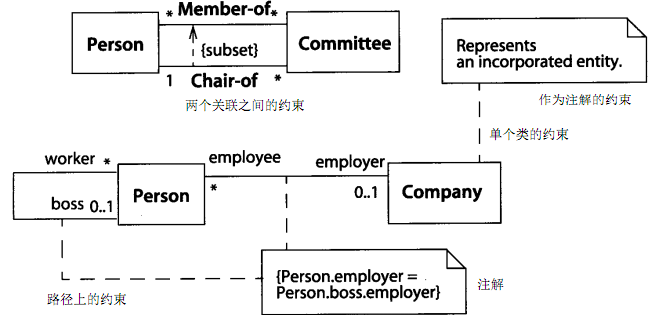 * Member-of *
Person
{subset}
Committee
1 Chair-of *
两个关联之间的约束
Represents
an incorporated entity.
作为注解的约束
单个类的约束
worker *
employee
employer
Person
Company
boss 0..1
*
0..1
{Person.employer =
Person.boss.employer}
注解
路径上的约束